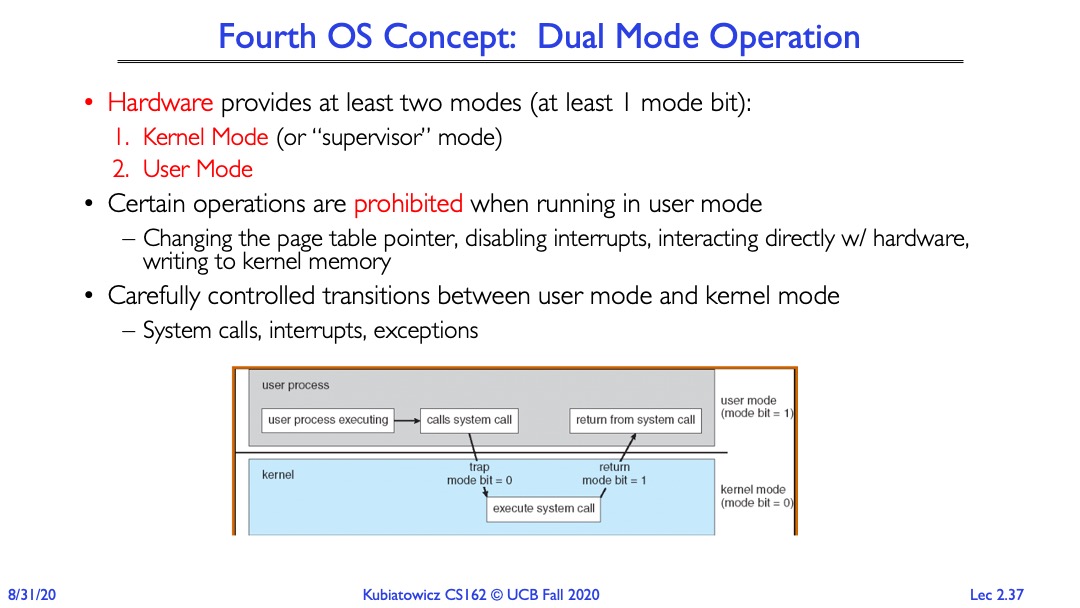 Fourth OS Concept: Dual Mode Operation
• Hardware provides at least two modes (at least 1 mode bit):
1. Kernel Mode (or “supervisor” mode)
2. User Mode
• Certain operations are prohibited when running in user mode
– Changing the page table pointer, disabling interrupts, interacting directly w/ hardware,
writing to kernel memory
• Carefully controlled transitions between user mode and kernel mode
– System calls, interrupts, exceptions
user process
user process executing
calls system call
return from system call
user mode
(mode bit = 1)
kernel
trap
mode bit = 0
return
mode bit = 1
execute system call
kernel mode
(mode bit = 0)
8/31/20
Kubiatowicz CS162 © UCB Fall 2020
Lec 2.37